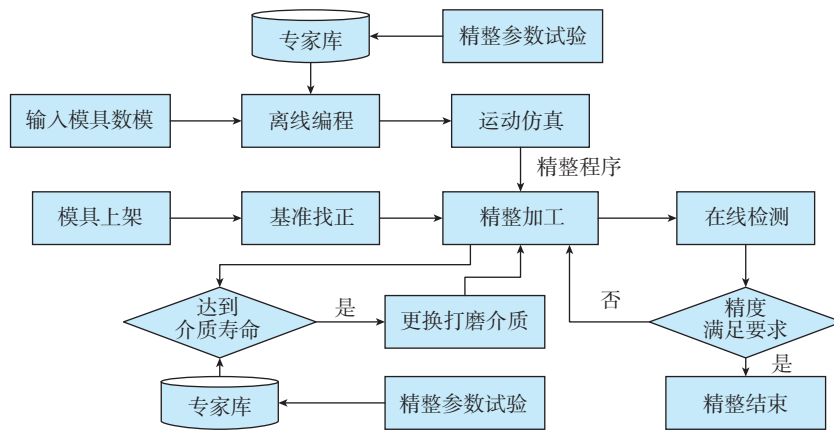 专家库
精整参数试验
输入模具数模
离线编程
运动仿真
精整程序
模具上架
基准找正
精整加工
在线检测
达到
介质寿命
是
更换打磨介质
否
精度
满足要求
是
专家库
精整参数试验
精整结束